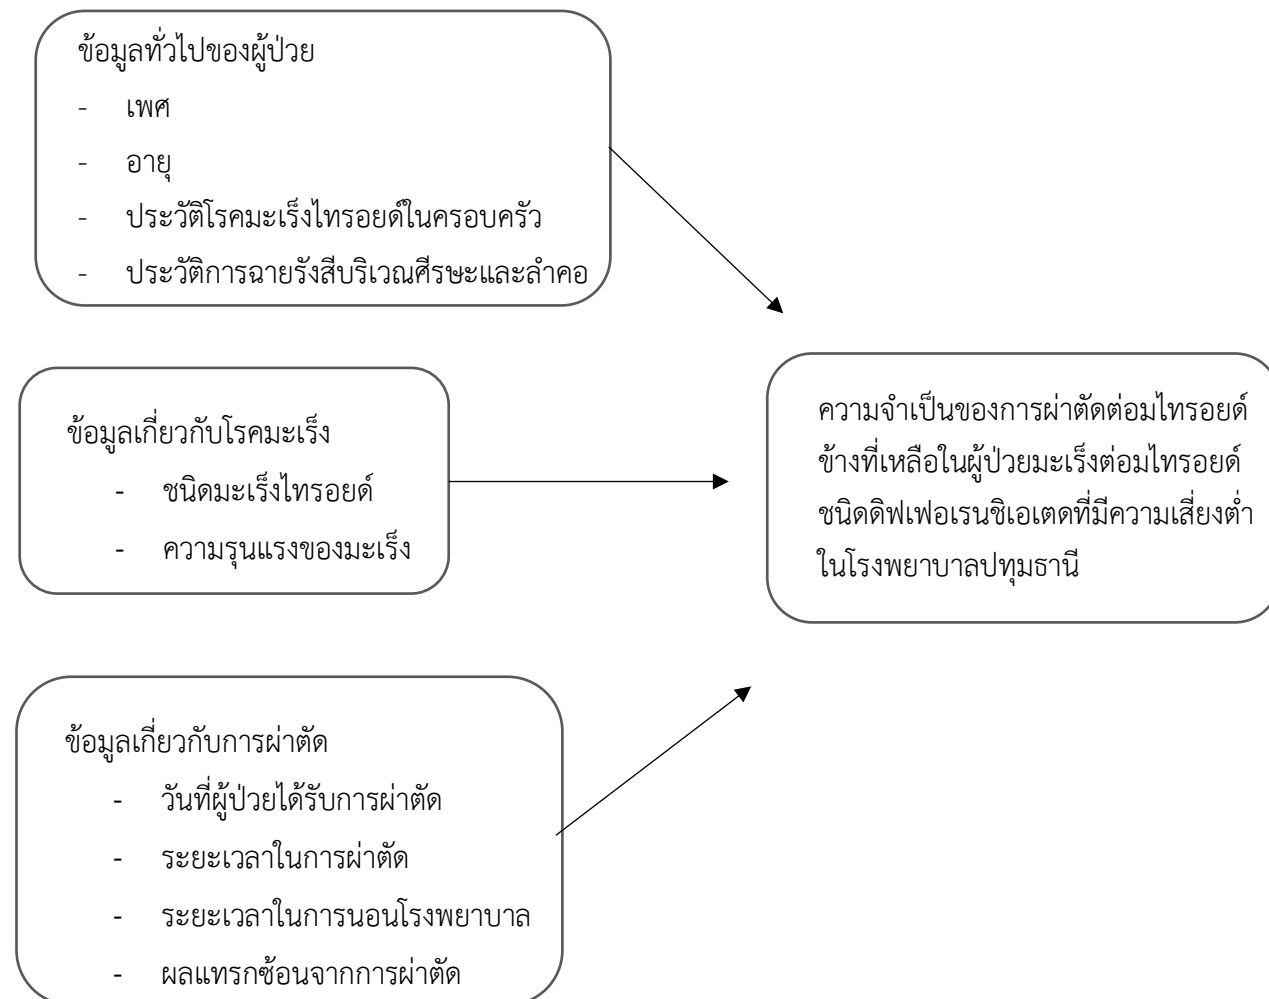 ข้อมูลทั่วไปของผู้ป่วย
- เพศ
- อายุ
- ประวัติโรคมะเร็งไทรอยด์ในครอบครัว
- ประวัติการฉายรังสีบริเวณศีรษะและลำคอ
ข้อมูลเกี่ยวกับโรคมะเร็ง
- ชนิดมะเร็งไทรอยด์
- ความรุนแรงของมะเร็ง
ความจำเป็นของการผ่าตัดต่อมไทรอยด์
ข้างที่เหลือในผู้ป่วยมะเร็งต่อมไทรอยด์
ชนิดดิฟเฟอเรนชิเอเตดที่มีความเสี่ยงต่ำ
ในโรงพยาบาลปทุมธานี
ข้อมูลเกี่ยวกับการผ่าตัด
- วันที่ผู้ป่วยได้รับการผ่าตัด
- ระยะเวลาในการผ่าตัด
- ระยะเวลาในการนอนโรงพยาบาล
- ผลแทรกซ้อนจากการผ่าตัด